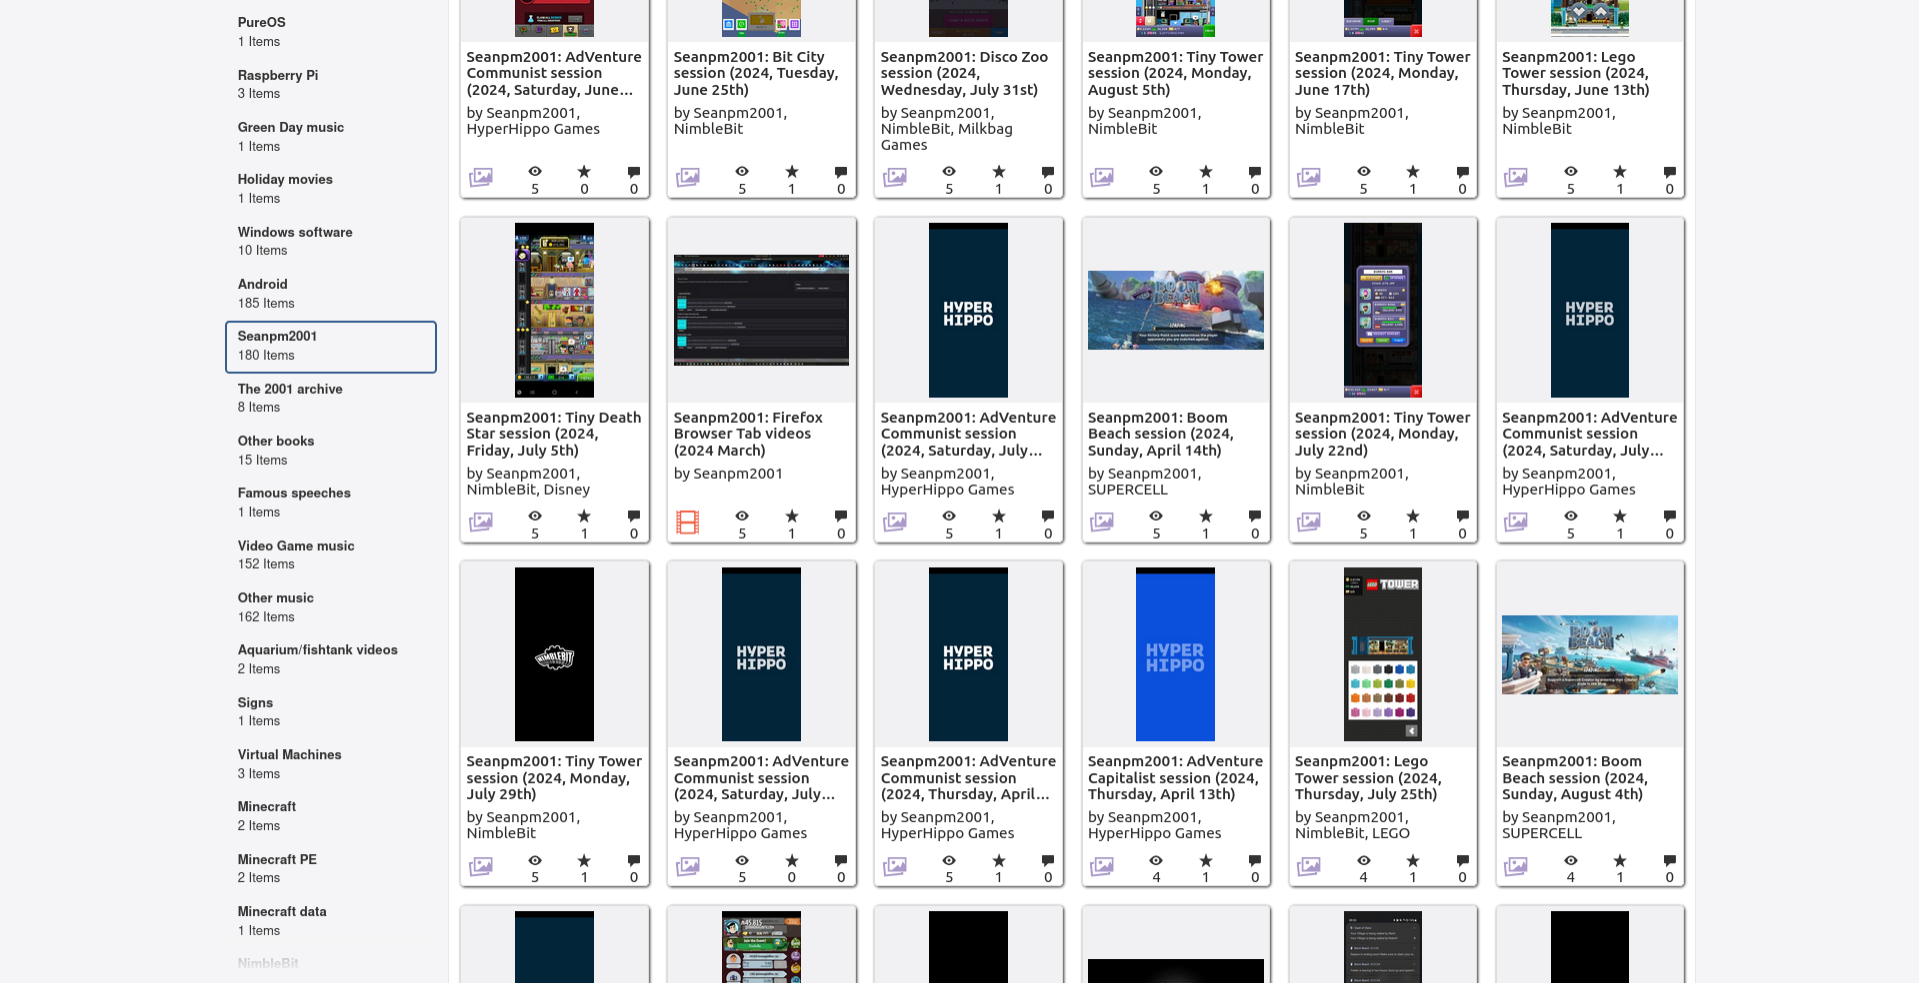 PureOS
1 Items
Raspberry Pi
3 Items
Green Day music
1 Items
Holiday movies
1 Items
Windows software
10 Items
Android
185 Items
Seanpm2001
180 Items
The 2001 archive
8 Items
Other books
15 Items
Famous speeches
1 Items
Video Game music
152 Items
Other music
162 Items
Aquarium/fishtank videos
2 Items
Signs
1 Items
Virtual Machines
3 Items
Minecraft
2 Items
Minecraft PE
2 Items
Minecraft data
1 Items
NimbleBit
Seanpm2001: AdVenture
Communist session
(2024, Saturday, June...
by Seanpm2001,
HyperHippo Games
5 0 0
Seanpm2001: Bit City
session (2024, Tuesday,
June 25th)
by Seanpm2001,
NimbleBit
5 1 0
Seanpm2001: Disco Zoo
session (2024,
Wednesday, July 31st)
by Seanpm2001,
NimbleBit, Milkbag
Games
5 1 0
Seanpm2001: Tiny Tower
session (2024, Monday,
August 5th)
by Seanpm2001,
NimbleBit
5 1 0
Seanpm2001: Tiny Tower
session (2024, Monday,
June 17th)
by Seanpm2001,
NimbleBit
5 1 0
Seanpm2001: Lego
Tower session (2024,
Thursday, June 13th)
by Seanpm2001,
NimbleBit
5 1 0
Seanpm2001: Tiny Death
Star session (2024,
Friday, July 5th)
by Seanpm2001,
NimbleBit, Disney
5 1 0
Seanpm2001: Firefox
Browser Tab videos
(2024 March)
by Seanpm2001
5 1 0
HYPER
HIPPO
Seanpm2001: AdVenture
Communist session
(2024, Saturday, July...
by Seanpm2001,
HyperHippo Games
5 1 0
BOOM
BEACH
Seanpm2001: Boom
Beach session (2024,
Sunday, April 14th)
by Seanpm2001,
SUPERCELL
5 1 0
Seanpm2001: Tiny Tower
session (2024, Monday,
July 22nd)
by Seanpm2001,
NimbleBit
5 1 0
HYPER
HIPPO
Seanpm2001: AdVenture
Communist session
(2024, Saturday, July...
by Seanpm2001,
HyperHippo Games
5 1 0
NIMBLEBIT
Seanpm2001: Tiny Tower
session (2024, Monday,
July 29th)
by Seanpm2001,
NimbleBit
5 1 0
HYPER
HIPPO
Seanpm2001: AdVenture
Communist session
(2024, Saturday, July...
by Seanpm2001,
HyperHippo Games
5 0 0
HYPER
HIPPO
Seanpm2001: AdVenture
Communist session
(2024, Thursday, April...
by Seanpm2001,
HyperHippo Games
5 1 0
HYPER
HIPPO
Seanpm2001: AdVenture
Capitalist session (2024,
Thursday, April 13th)
by Seanpm2001,
HyperHippo Games
4 1 0
LEGO TOWER
Seanpm2001: Lego
Tower session (2024,
Thursday, July 25th)
by Seanpm2001,
NimbleBit, LEGO
4 1 0
BOOM
BEACH
Seanpm2001: Boom
Beach session (2024,
Sunday, August 4th)
by Seanpm2001,
SUPERCELL
4 1 0